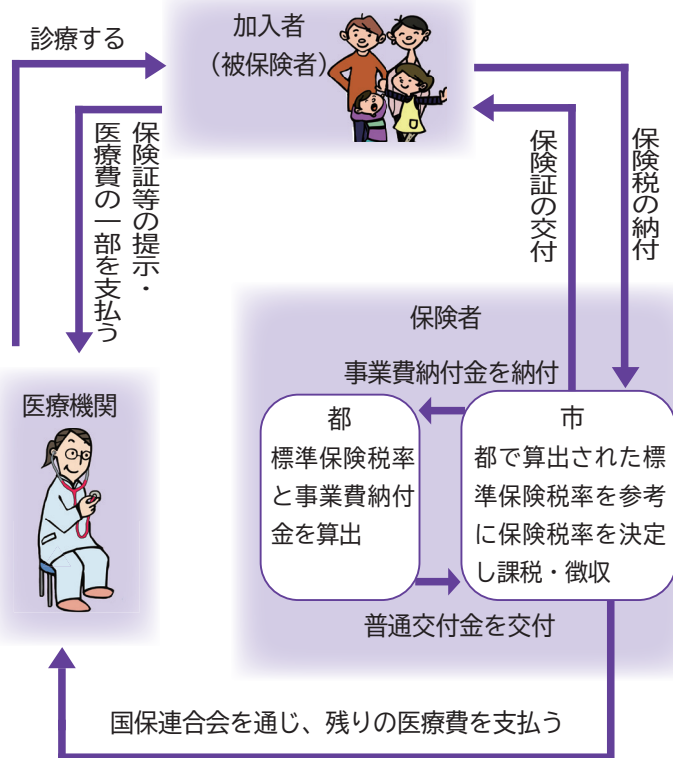 診療する
加入者
（被保険者）
保険証等の提示・
医療費の一部を支払う
保険証の交付
保険税の納付
保険者
事業費納付金を納付
医療機関
都
標準保険税率
と事業費納付
金を算出
市
都で算出された標
準保険税率を参考
に保険税率を決定
し課税・徴収
普通交付金を交付
国保連合会を通じ、残りの医療費を支払う